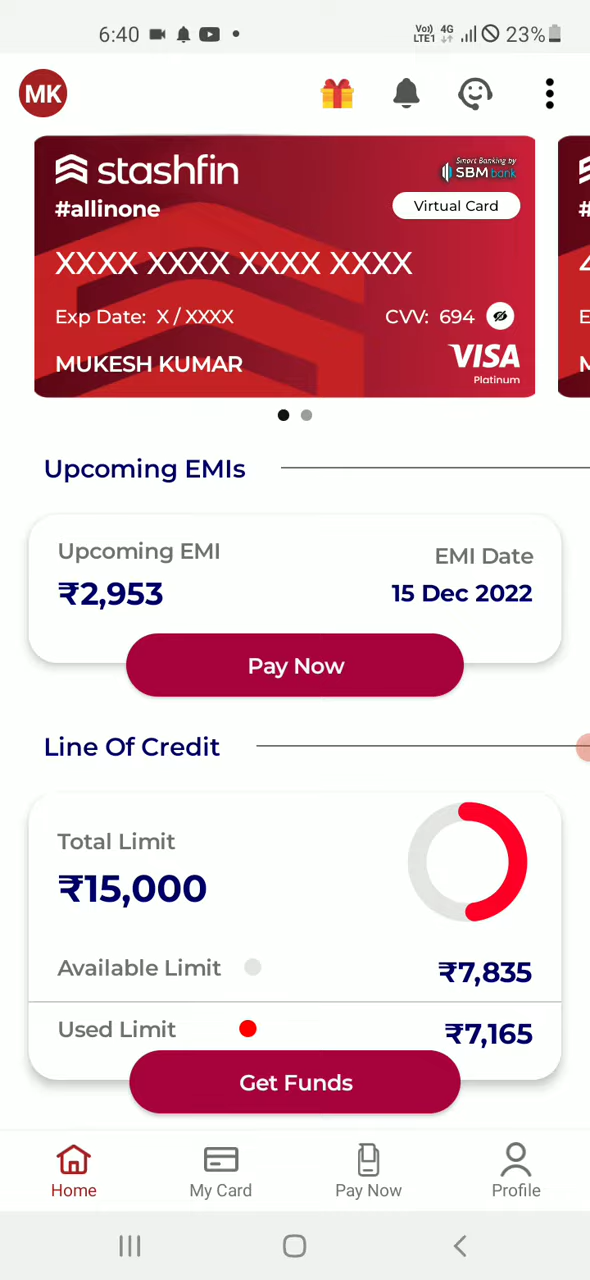 6:40 Vo)) LTE1 4G 23%
MK
stashfin Smart Banking by
SBM bank
#allinone Virtual Card #
XXXX XXXX XXXX XXXX
Exp Date: X / XXXX CVV: 694 E
MUKESH KUMAR VISA
Platinum
Upcoming EMIs
Upcoming EMI EMI Date
₹2,953 15 Dec 2022
Pay Now
Line Of Credit
Total Limit
₹15,000
Available Limit ₹7,835
Used Limit ₹7,165
Get Funds
Home My Card Pay Now Profile